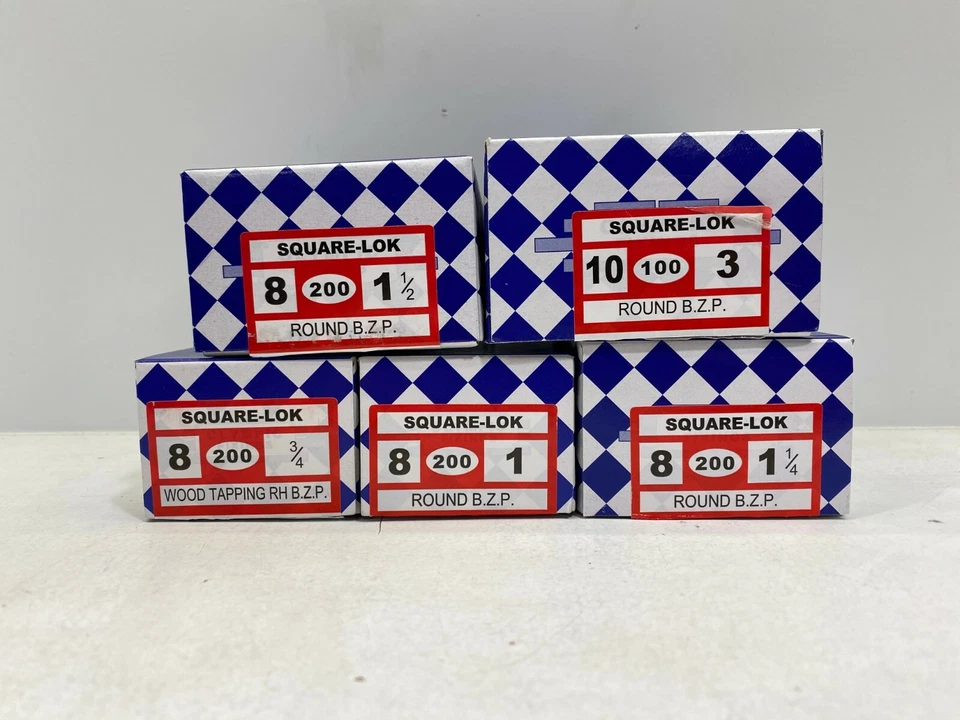 SQUARE-LOK
8 200 1 1/2
ROUND B.Z.P.
SQUARE-LOK
10 100 3
ROUND B.Z.P.
SQUARE-LOK
8 200 3/4
WOOD TAPPING RH B.Z.P.
SQUARE-LOK
8 200 1
ROUND B.Z.P.
SQUARE-LOK
8 200 1 1/4
ROUND B.Z.P.